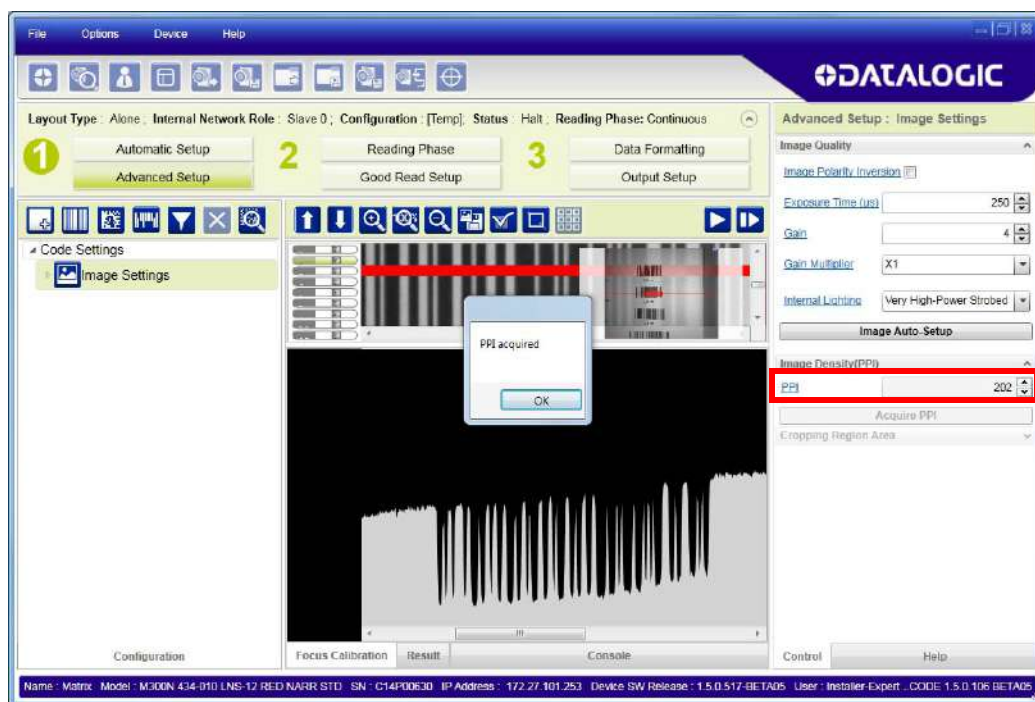 File Options Device Help
DATALOGIC
Layout Type : Alone ; Internal Network Role : Slave 0 ; Configuration : [Temp]; Status : Halt ; Reading Phase: Continuous
1 Automatic Setup 2 Reading Phase 3 Data Formatting
Advanced Setup Good Read Setup Output Setup
Code Settings
Image Settings
PPI acquired
OK
Configuration
Focus Calibration Result Console
Advanced Setup : Image Settings
Image Quality
Image Polarity Inversion
Exposure Time (us) 250
Gain 4
Gain Multiplier X1
Internal Lighting Very High-Power Strobed
Image Auto-Setup
Image Density(PPI)
PPI 202
Acquire PPI
Cropping Region Area
Control Help
Name : Matrix Model : M300N 434-010 LNS-12 RED NARR STD SN : C14P00630 IP Address : 172.27.101.253 Device SW Release : 1.5.0.517-BETA05 User : Installer-Expert ..CODE 1.5.0.106 BETA05